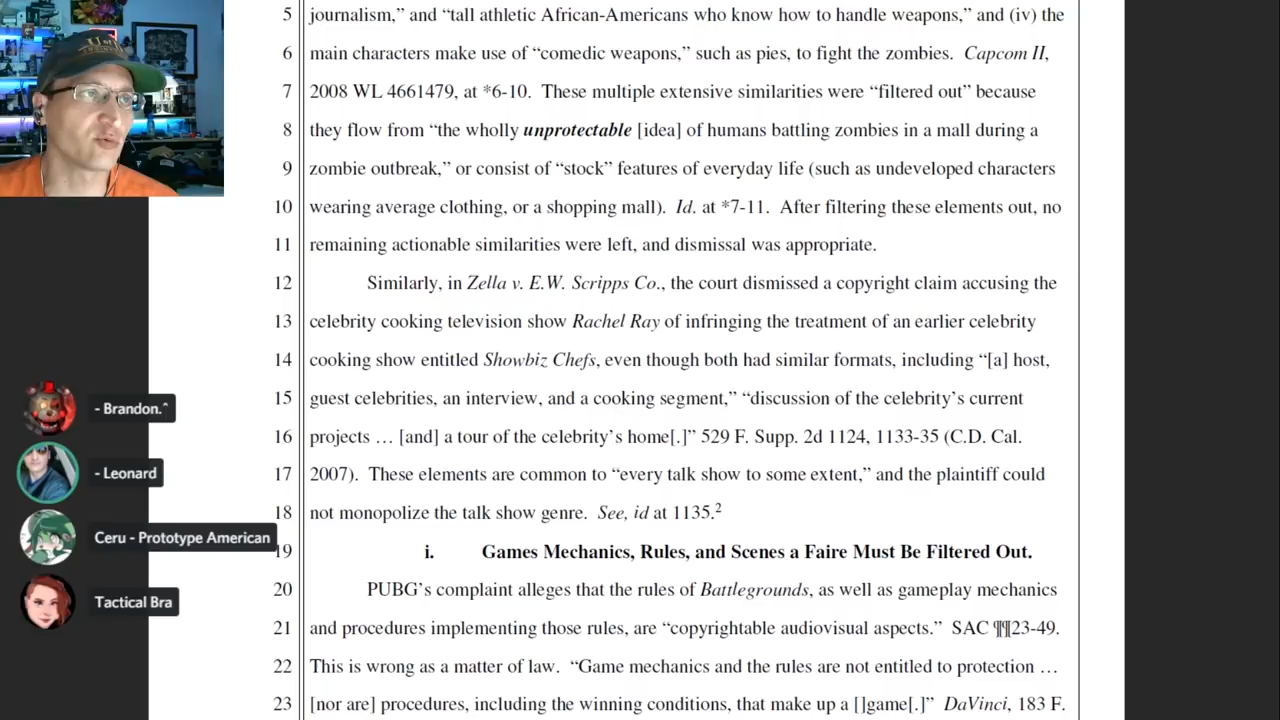 5 journalism,” and “tall athletic African-Americans who know how to handle weapons,” and (iv) the
6 main characters make use of “comedic weapons,” such as pies, to fight the zombies. Capcom II,
7 2008 WL 4661479, at *6-10. These multiple extensive similarities were “filtered out” because
8 they flow from “the wholly unprotectable [idea] of humans battling zombies in a mall during a
9 zombie outbreak,” or consist of “stock” features of everyday life (such as undeveloped characters
10 wearing average clothing, or a shopping mall). Id. at *7-11. After filtering these elements out, no
11 remaining actionable similarities were left, and dismissal was appropriate.
12 Similarly, in Zella v. E.W. Scripps Co., the court dismissed a copyright claim accusing the
13 celebrity cooking television show Rachel Ray of infringing the treatment of an earlier celebrity
14 cooking show entitled Showbiz Chefs, even though both had similar formats, including “[a] host,
15 guest celebrities, an interview, and a cooking segment,” “discussion of the celebrity’s current
16 projects … [and] a tour of the celebrity’s home[.]” 529 F. Supp. 2d 1124, 1133-35 (C.D. Cal.
17 2007). These elements are common to “every talk show to some extent,” and the plaintiff could
18 not monopolize the talk show genre. See, id at 1135.²
19 i. Games Mechanics, Rules, and Scenes a Faire Must Be Filtered Out.
20 PUBG’s complaint alleges that the rules of Battlegrounds, as well as gameplay mechanics
21 and procedures implementing those rules, are “copyrightable audiovisual aspects.” SAC ¶¶23-49.
22 This is wrong as a matter of law. “Game mechanics and the rules are not entitled to protection …
23 [nor are] procedures, including the winning conditions, that make up a []game[.]” DaVinci, 183 F.
- Brandon.^
- Leonard
Ceru - Prototype American
Tactical Bra